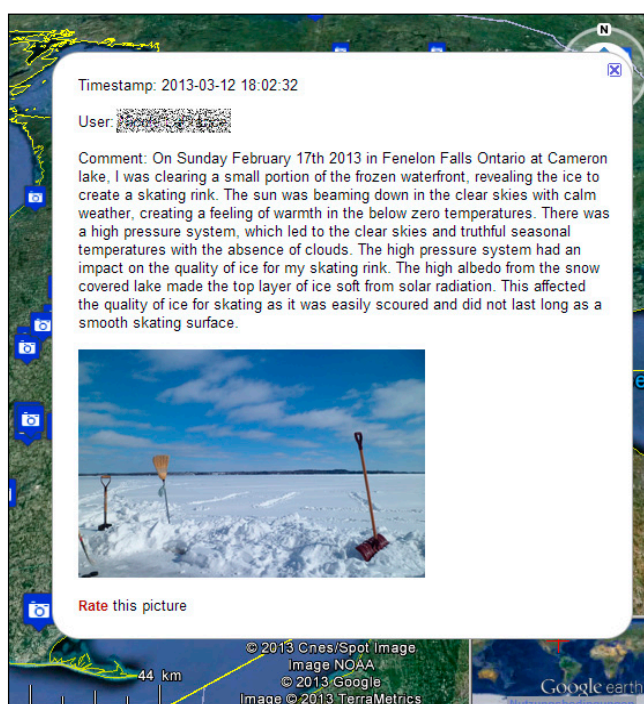 N
Timestamp: 2013-03-12 18:02:32
User:
Comment: On Sunday February 17th 2013 in Fenelon Falls Ontario at Cameron
lake, I was clearing a small portion of the frozen waterfront, revealing the ice to
create a skating rink. The sun was beaming down in the clear skies with calm
weather, creating a feeling of warmth in the below zero temperatures. There was
a high pressure system, which led to the clear skies and truthful seasonal
temperatures with the absence of clouds. The high pressure system had an
impact on the quality of ice for my skating rink. The high albedo from the snow
covered lake made the top layer of ice soft from solar radiation. This affected
the quality of ice for skating as it was easily scoured and did not last long as a
smooth skating surface.
Rate this picture
© 2013 Cnes/Spot Image
Image NOAA
44 km
© 2013 Google
Image © 2013 TerraMetrics
Google earth